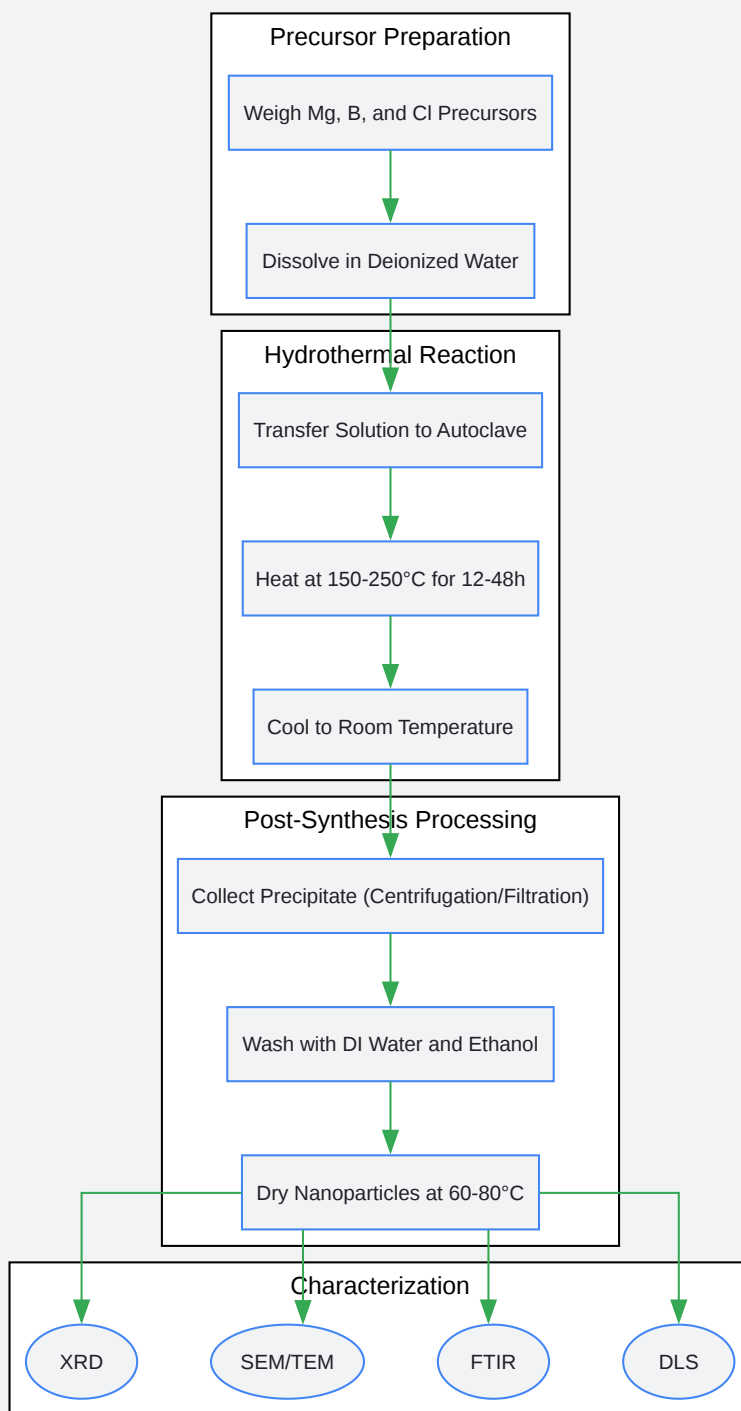 Precursor Preparation
Weigh Mg, B, and Cl Precursors
Dissolve in Deionized Water
Hydrothermal Reaction
Transfer Solution to Autoclave
Heat at 150-250°C for 12-48h
Cool to Room Temperature
Post-Synthesis Processing
Collect Precipitate (Centrifugation/Filtration)
Wash with DI Water and Ethanol
Dry Nanoparticles at 60-80°C
Characterization
XRD
SEM/TEM
FTIR
DLS